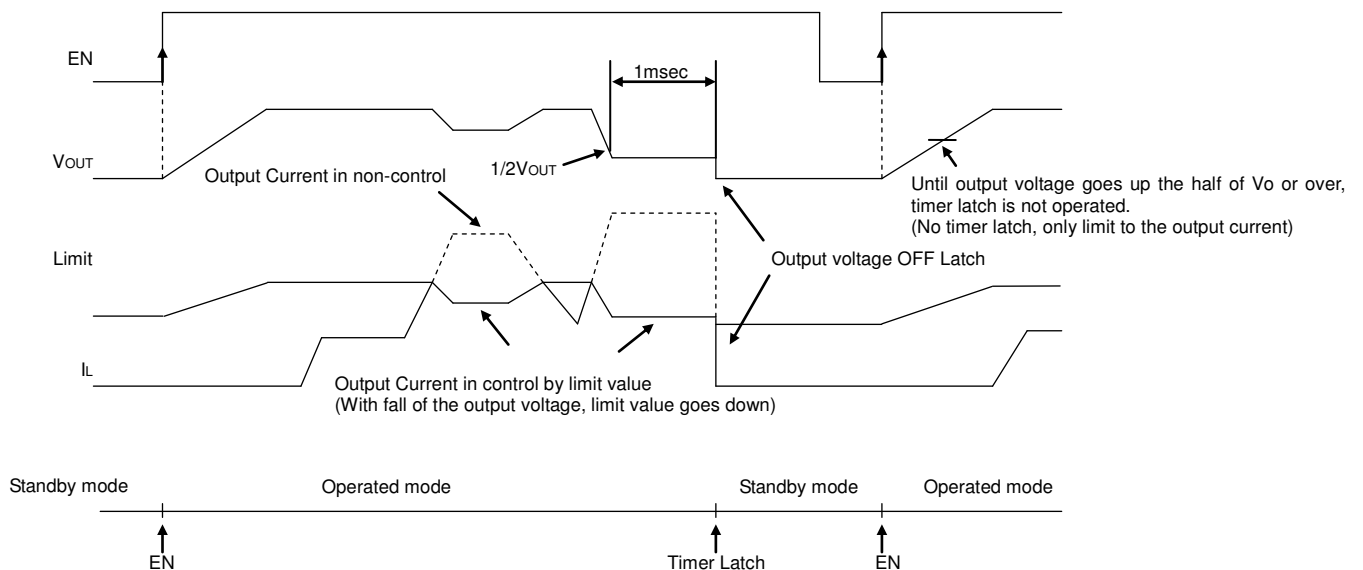 EN
1msec
VOUT
1/2VOUT
Output Current in non-control
Until output voltage goes up the half of Vo or over,
timer latch is not operated.
(No timer latch, only limit to the output current)
Limit
Output voltage OFF Latch
IL
Output Current in control by limit value
(With fall of the output voltage, limit value goes down)
Standby mode
Operated mode
Standby mode
Operated mode
EN
Timer Latch
EN